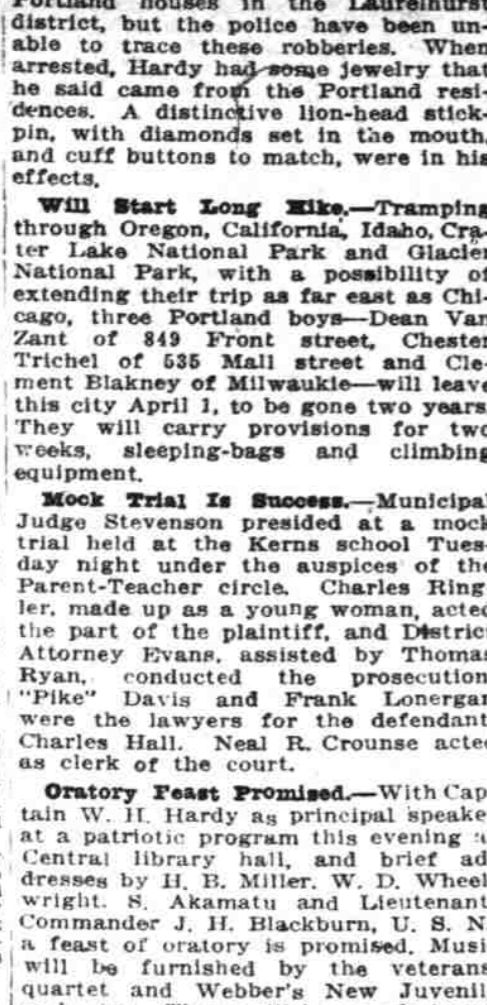 Portland houses in the Laurelhurst
district, but the police have been un-
able to trace these robberies. When
arrested, Hardy had some jewelry that
he said came from the Portland resi-
dences. A distinctive lion-head stick-
pin, with diamonds set in the mouth,
and cuff buttons to match, were in his
effects.
Will Start Long Hike.—Tramping
through Oregon, California, Idaho, Cra-
ter Lake National Park and Glacier
National Park, with a possibility of
extending their trip as far east as Chi-
cago, three Portland boys—Dean Van
Zant of 849 Front street, Chester
Trichel of 535 Mall street and Cle-
ment Blakney of Milwaukie—will leave
this city April 1, to be gone two years.
They will carry provisions for two
weeks, sleeping-bags and climbing
equipment.
Mock Trial Is Success.—Municipal
Judge Stevenson presided at a mock
trial held at the Kerns school Tues-
day night under the auspices of the
Parent-Teacher circle. Charles Ring-
ler, made up as a young woman, acted
the part of the plaintiff, and District
Attorney Evans, assisted by Thomas
Ryan, conducted the prosecution.
"Pike" Davis and Frank Lonergan
were the lawyers for the defendant,
Charles Hall. Neal R. Crounse acted
as clerk of the court.
Oratory Feast Promised.—With Cap-
tain W. H. Hardy as principal speaker
at a patriotic program this evening at
Central library hall, and brief ad-
dresses by H. B. Miller, W. D. Wheel-
wright, S. Akamatu and Lieutenant-
Commander J. H. Blackburn, U. S. N.,
a feast of oratory is promised. Music
will be furnished by the veterans'
quartet and Webber's New Juvenile